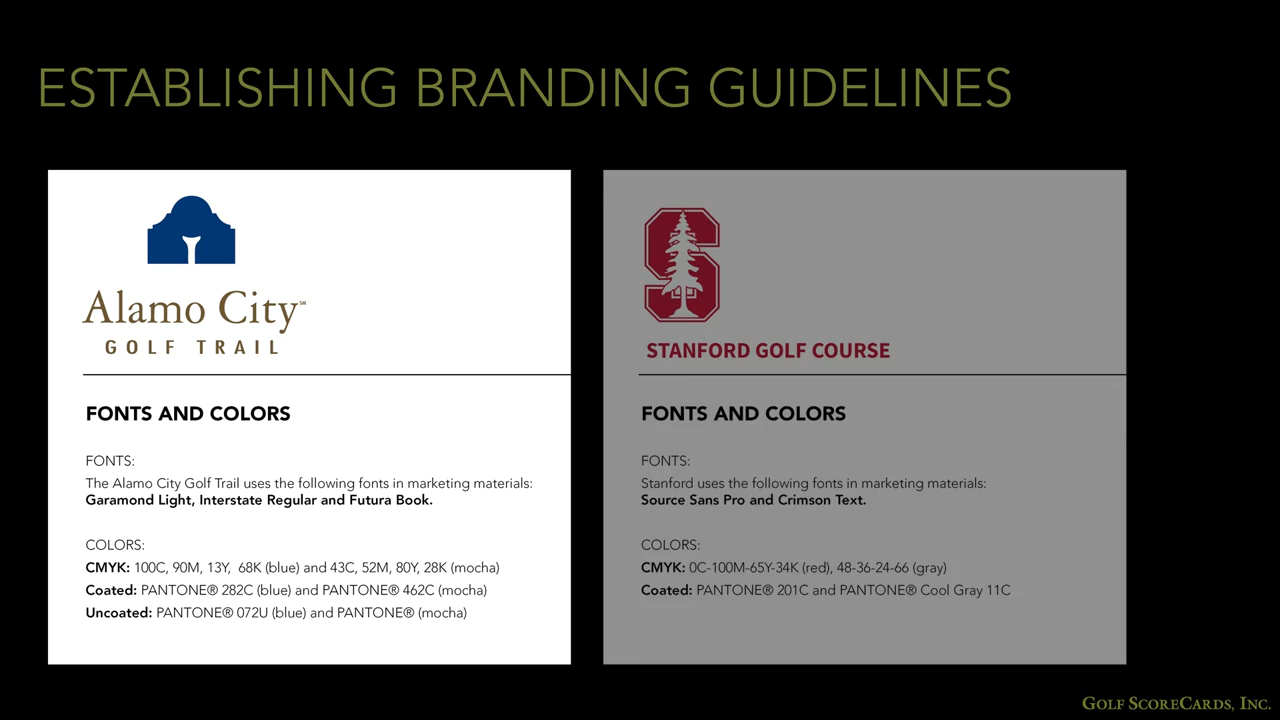 ESTABLISHING BRANDING GUIDELINES
Alamo City℠
GOLF TRAIL
FONTS AND COLORS
FONTS:
The Alamo City Golf Trail uses the following fonts in marketing materials:
Garamond Light, Interstate Regular and Futura Book.
COLORS:
CMYK: 100C, 90M, 13Y,  68K (blue) and 43C, 52M, 80Y, 28K (mocha)
Coated: PANTONE® 282C (blue) and PANTONE® 462C (mocha)
Uncoated: PANTONE® 072U (blue) and PANTONE® (mocha)
S
STANFORD GOLF COURSE
FONTS AND COLORS
FONTS:
Stanford uses the following fonts in marketing materials:
Source Sans Pro and Crimson Text.
COLORS:
CMYK: 0C-100M-65Y-34K (red), 48-36-24-66 (gray)
Coated: PANTONE® 201C and PANTONE® Cool Gray 11C
GOLF SCORECARDS, INC.